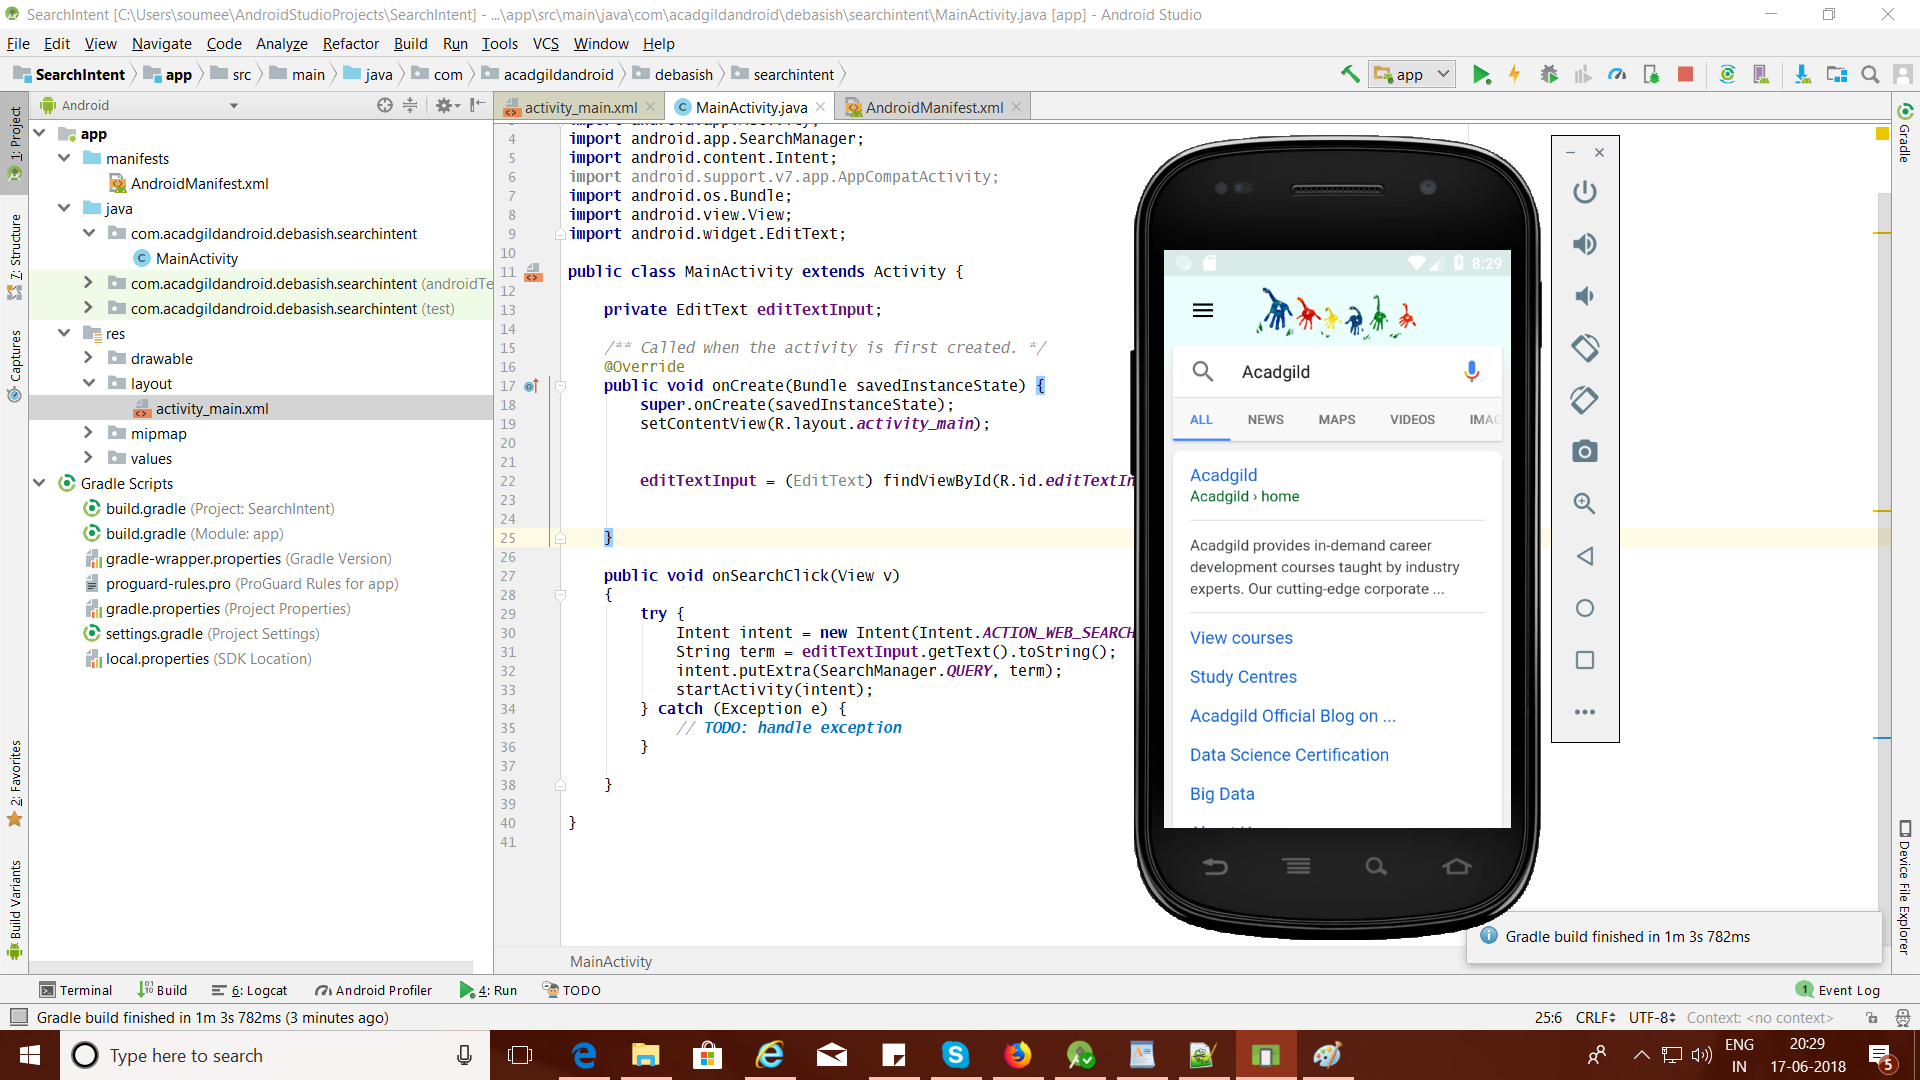 SearchIntent [C:\Users\soumee\AndroidStudioProjects\SearchIntent] - ...\app\src\main\java\com\acadgildandroid\debasish\searchintent\MainActivity.java [app] - Android Studio
File Edit View Navigate Code Analyze Refactor Build Run Tools VCS Window Help
SearchIntent app src main java com acadgildandroid debasish searchintent
app
Android
activity_main.xml MainActivity.java AndroidManifest.xml
1: Project
7: Structure
Captures
2: Favorites
Build Variants
app
manifests
AndroidManifest.xml
java
com.acadgildandroid.debasish.searchintent
MainActivity
com.acadgildandroid.debasish.searchintent (androidTe
com.acadgildandroid.debasish.searchintent (test)
res
drawable
layout
activity_main.xml
mipmap
values
Gradle Scripts
build.gradle (Project: SearchIntent)
build.gradle (Module: app)
gradle-wrapper.properties (Gradle Version)
proguard-rules.pro (ProGuard Rules for app)
gradle.properties (Project Properties)
settings.gradle (Project Settings)
local.properties (SDK Location)
4 import android.app.SearchManager;
5 import android.content.Intent;
6 import android.support.v7.app.AppCompatActivity;
7 import android.os.Bundle;
8 import android.view.View;
9 import android.widget.EditText;
10
11 public class MainActivity extends Activity {
12
13 private EditText editTextInput;
14
15 /** Called when the activity is first created. */
16 @Override
17 public void onCreate(Bundle savedInstanceState) {
18 super.onCreate(savedInstanceState);
19 setContentView(R.layout.activity_main);
20
21
22 editTextInput = (EditText) findViewById(R.id.editTextIn
23
24
25 }
26
27 public void onSearchClick(View v)
28 {
29 try {
30 Intent intent = new Intent(Intent.ACTION_WEB_SEARCH
31 String term = editTextInput.getText().toString();
32 intent.putExtra(SearchManager.QUERY, term);
33 startActivity(intent);
34 } catch (Exception e) {
35 // TODO: handle exception
36 }
37
38 }
39
40 }
41
MainActivity
8:29
Acadgild
ALL NEWS MAPS VIDEOS IMAG
Acadgild
Acadgild › home
Acadgild provides in-demand career
development courses taught by industry
experts. Our cutting-edge corporate ...
View courses
Study Centres
Acadgild Official Blog on ...
Data Science Certification
Big Data
Gradle
Device File Explorer
Gradle build finished in 1m 3s 782ms
Terminal Build 6: Logcat Android Profiler 4: Run TODO
1 Event Log
Gradle build finished in 1m 3s 782ms (3 minutes ago)
25:6 CRLF UTF-8 Context: <no context>
Type here to search
ENG
IN
20:29
17-06-2018
5